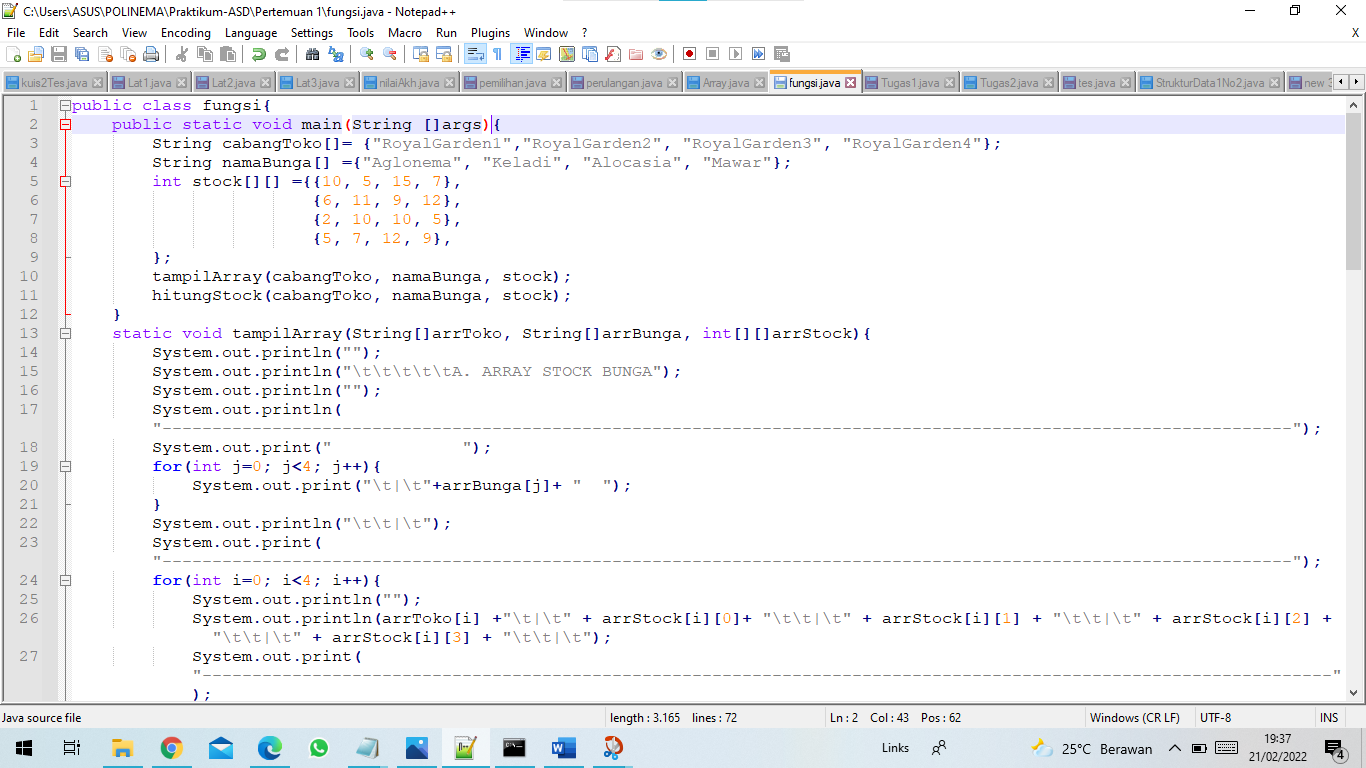 C:\Users\ASUS\POLINEMA\Praktikum-ASD\Pertemuan 1\fungsi.java - Notepad++
File Edit Search View Encoding Language Settings Tools Macro Run Plugins Window ? X
kuis2Tes.java Lat1.java Lat2.java Lat3.java nilaiAkh.java pemilihan.java perulangan.java Array.java fungsi.java Tugas1.java Tugas2.java tes.java StrukturData1No2.java new 3
1 public class fungsi{
2 public static void main(String []args){
3 String cabangToko[]= {"RoyalGarden1","RoyalGarden2", "RoyalGarden3", "RoyalGarden4"};
4 String namaBunga[] ={"Aglonema", "Keladi", "Alocasia", "Mawar"};
5 int stock[][] ={{10, 5, 15, 7},
6 {6, 11, 9, 12},
7 {2, 10, 10, 5},
8 {5, 7, 12, 9},
9 };
10 tampilArray(cabangToko, namaBunga, stock);
11 hitungStock(cabangToko, namaBunga, stock);
12 }
13 static void tampilArray(String[]arrToko, String[]arrBunga, int[][]arrStock){
14 System.out.println("");
15 System.out.println("\t\t\t\t\tA. ARRAY STOCK BUNGA");
16 System.out.println("");
17 System.out.println(
"-----------------------------------------------------------------------------------------------------------------");
18 System.out.print("             ");
19 for(int j=0; j<4; j++){
20 System.out.print("\t|\t"+arrBunga[j]+ "  ");
21 }
22 System.out.println("\t\t|\t");
23 System.out.print(
"-----------------------------------------------------------------------------------------------------------------");
24 for(int i=0; i<4; i++){
25 System.out.println("");
26 System.out.println(arrToko[i] +"\t|\t" + arrStock[i][0]+ "\t\t|\t" + arrStock[i][1] + "\t\t|\t" + arrStock[i][2] +
"\t\t|\t" + arrStock[i][3] + "\t\t|\t");
27 System.out.print(
"-----------------------------------------------------------------------------------------------------------------"
);
Java source file length : 3.165 lines : 72 Ln : 2 Col : 43 Pos : 62 Windows (CR LF) UTF-8 INS
Links 25°C Berawan 19:37
21/02/2022 4